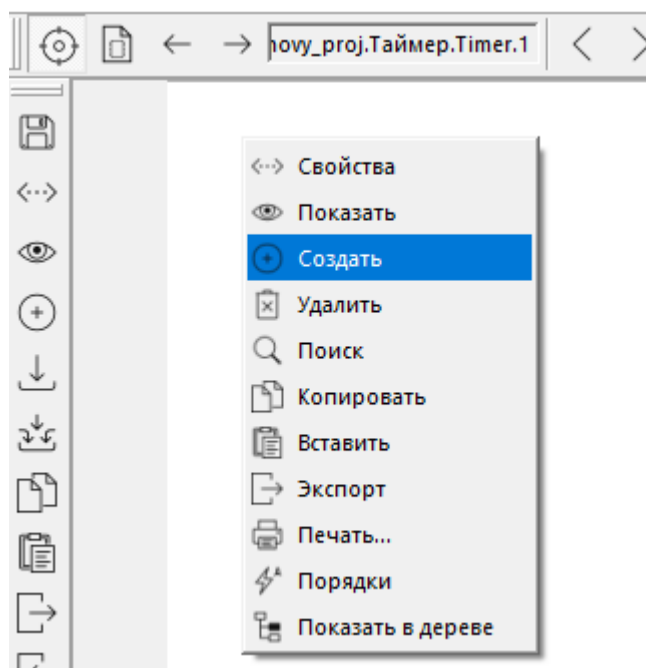 novy_proj.Таймер.Timer.1
Свойства
Показать
Создать
Удалить
Поиск
Копировать
Вставить
Экспорт
Печать...
Порядки
Показать в дереве